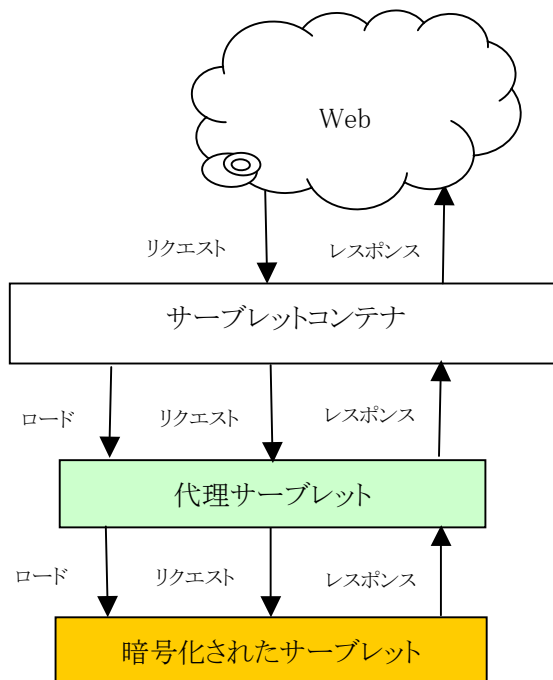 Web
リクエスト
レスポンス
サーブレットコンテナ
ロード
リクエスト
レスポンス
代理サーブレット
ロード
リクエスト
レスポンス
暗号化されたサーブレット